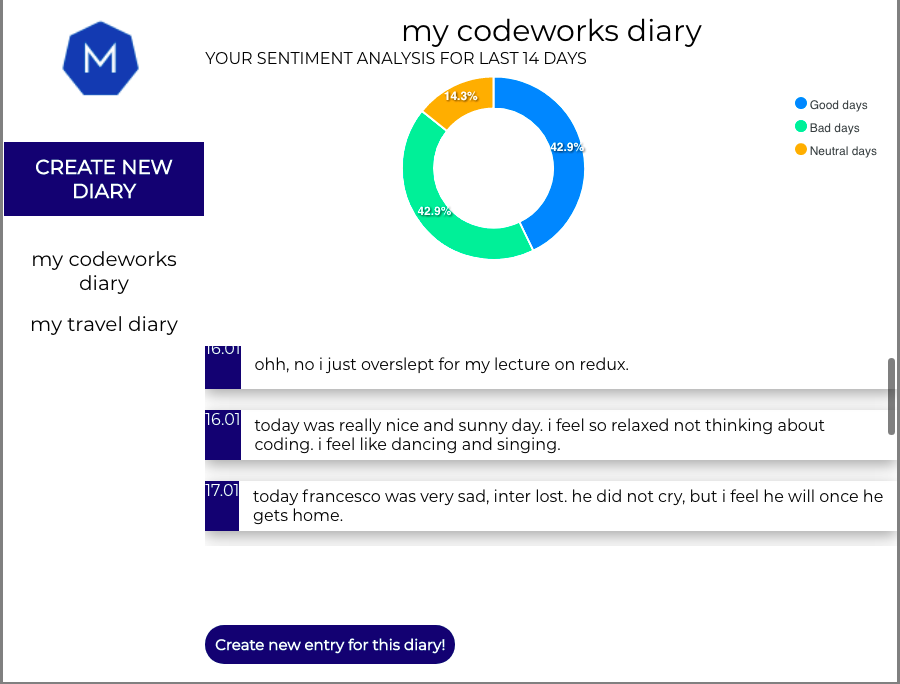 M
my codeworks diary
YOUR SENTIMENT ANALYSIS FOR LAST 14 DAYS
14.3%
42.9%
42.9%
Good days
Bad days
Neutral days
CREATE NEW
DIARY
my codeworks
diary
my travel diary
16.01
ohh, no i just overslept for my lecture on redux.
16.01
today was really nice and sunny day. i feel so relaxed not thinking about
coding. i feel like dancing and singing.
17.01
today francesco was very sad, inter lost. he did not cry, but i feel he will once he
gets home.
Create new entry for this diary!